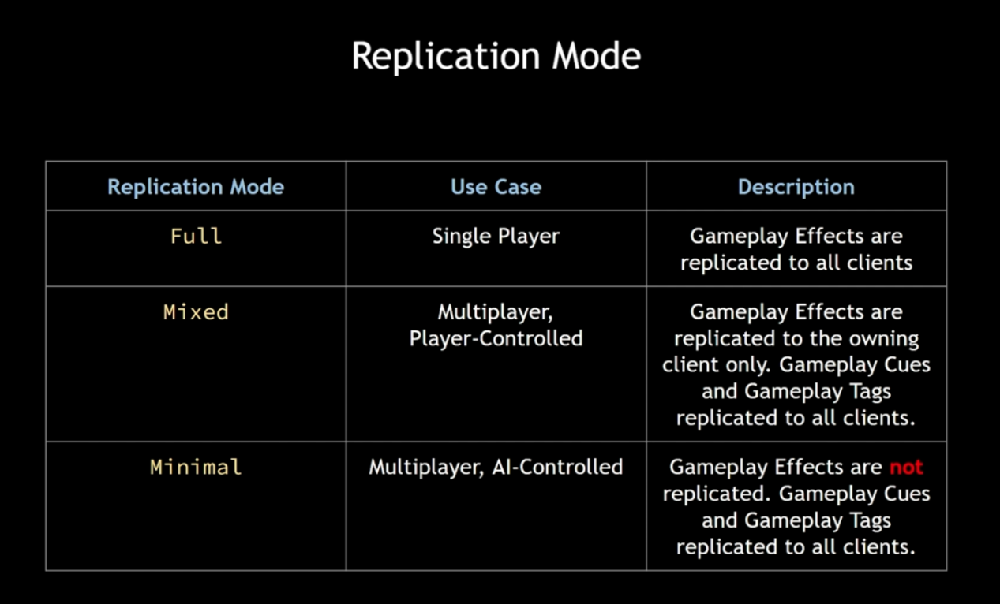 Replication Mode
Replication Mode
Use Case
Description
Full
Single Player
Gameplay Effects are
replicated to all clients
Mixed
Multiplayer,
Player-Controlled
Gameplay Effects are
replicated to the owning
client only. Gameplay Cues
and Gameplay Tags
replicated to all clients.
Minimal
Multiplayer, AI-Controlled
Gameplay Effects are not
replicated. Gameplay Cues
and Gameplay Tags
replicated to all clients.